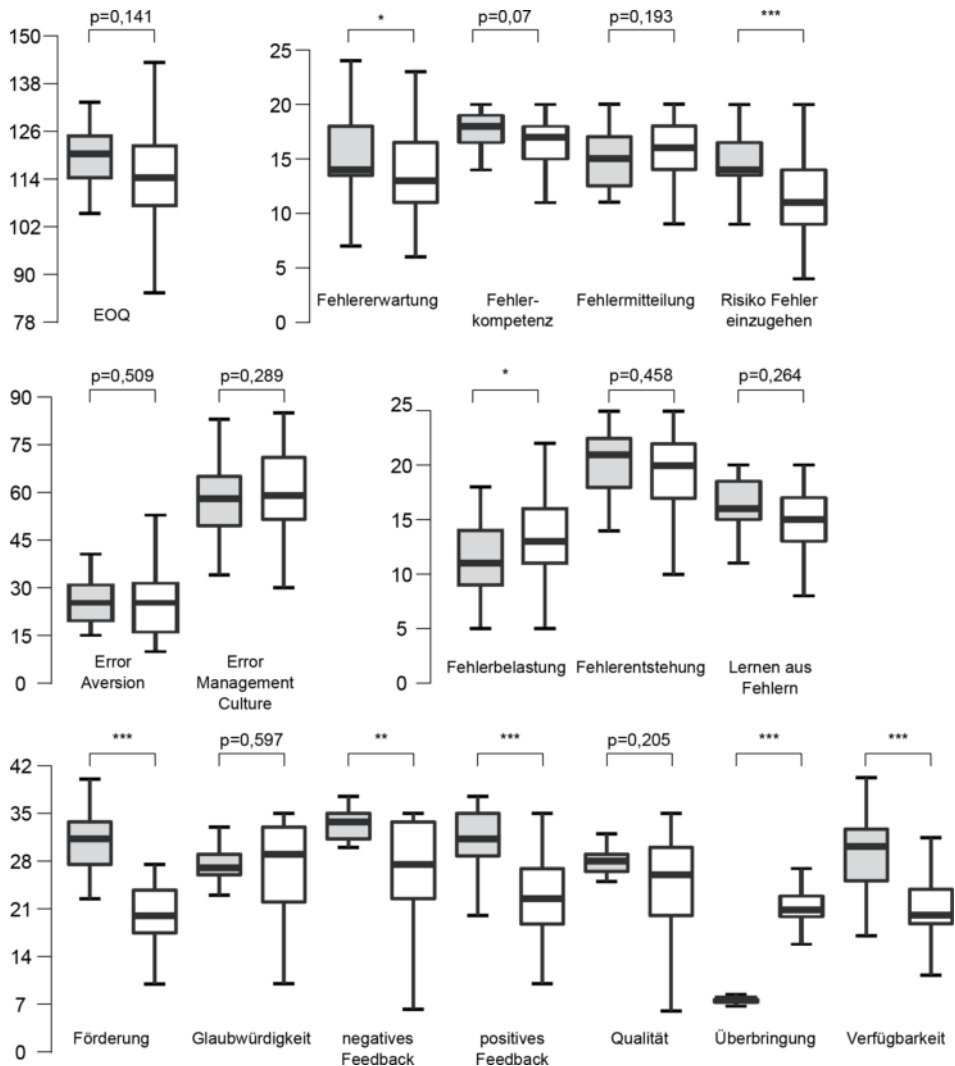 p=0,141
150
138
126
114
102
90
78
EOQ
* p=0,07 p=0,193 ***
25
20
15
10
5
0
Fehlererwartung Fehler- Fehlermitteilung Risiko Fehler
kompetenz einzugehen
p=0,509 p=0,289
90
75
60
45
30
15
0
Error Error
Aversion Management
Culture
* p=0,458 p=0,264
25
20
15
10
5
0
Fehlerbelastung Fehlerentstehung Lernen aus
Fehlern
*** p=0,597 ** *** p=0,205 *** ***
42
35
28
21
14
7
0
Förderung Glaubwürdigkeit negatives positives Qualität Überbringung Verfügbarkeit
Feedback Feedback